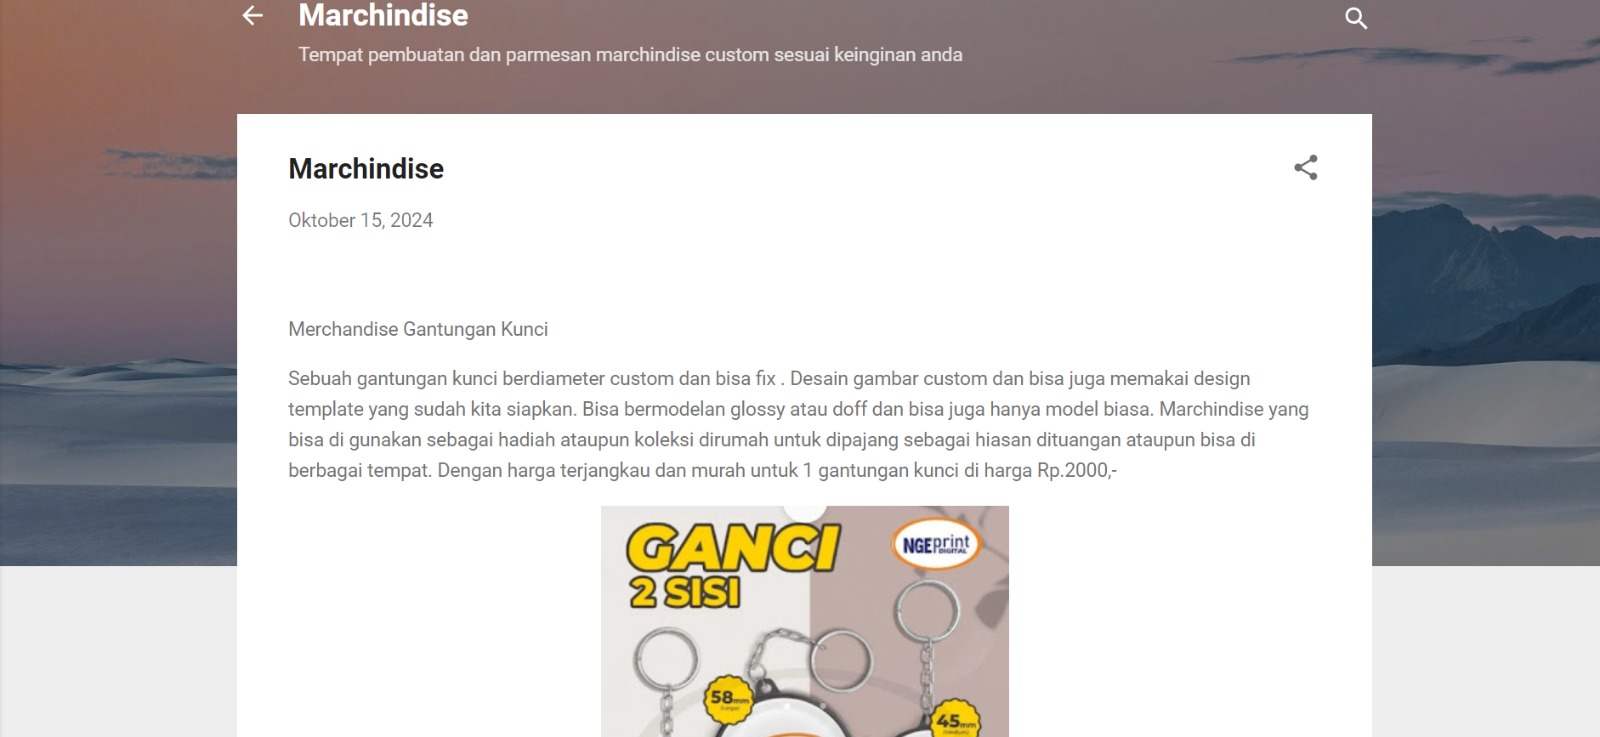 Marchindise
Tempat pembuatan dan parmesan marchindise custom sesuai keinginan anda
Marchindise
Oktober 15, 2024
Merchandise Gantungan Kunci
Sebuah gantungan kunci berdiameter custom dan bisa fix . Desain gambar custom dan bisa juga memakai design
template yang sudah kita siapkan. Bisa bermodelan glossy atau doff dan bisa juga hanya model biasa. Marchindise yang
bisa di gunakan sebagai hadiah ataupun koleksi dirumah untuk dipajang sebagai hiasan dituangan ataupun bisa di
berbagai tempat. Dengan harga terjangkau dan murah untuk 1 gantungan kunci di harga Rp.2000,-
GANCI
2 SISI
NGEprint
DIGITAL
58mm
45mm